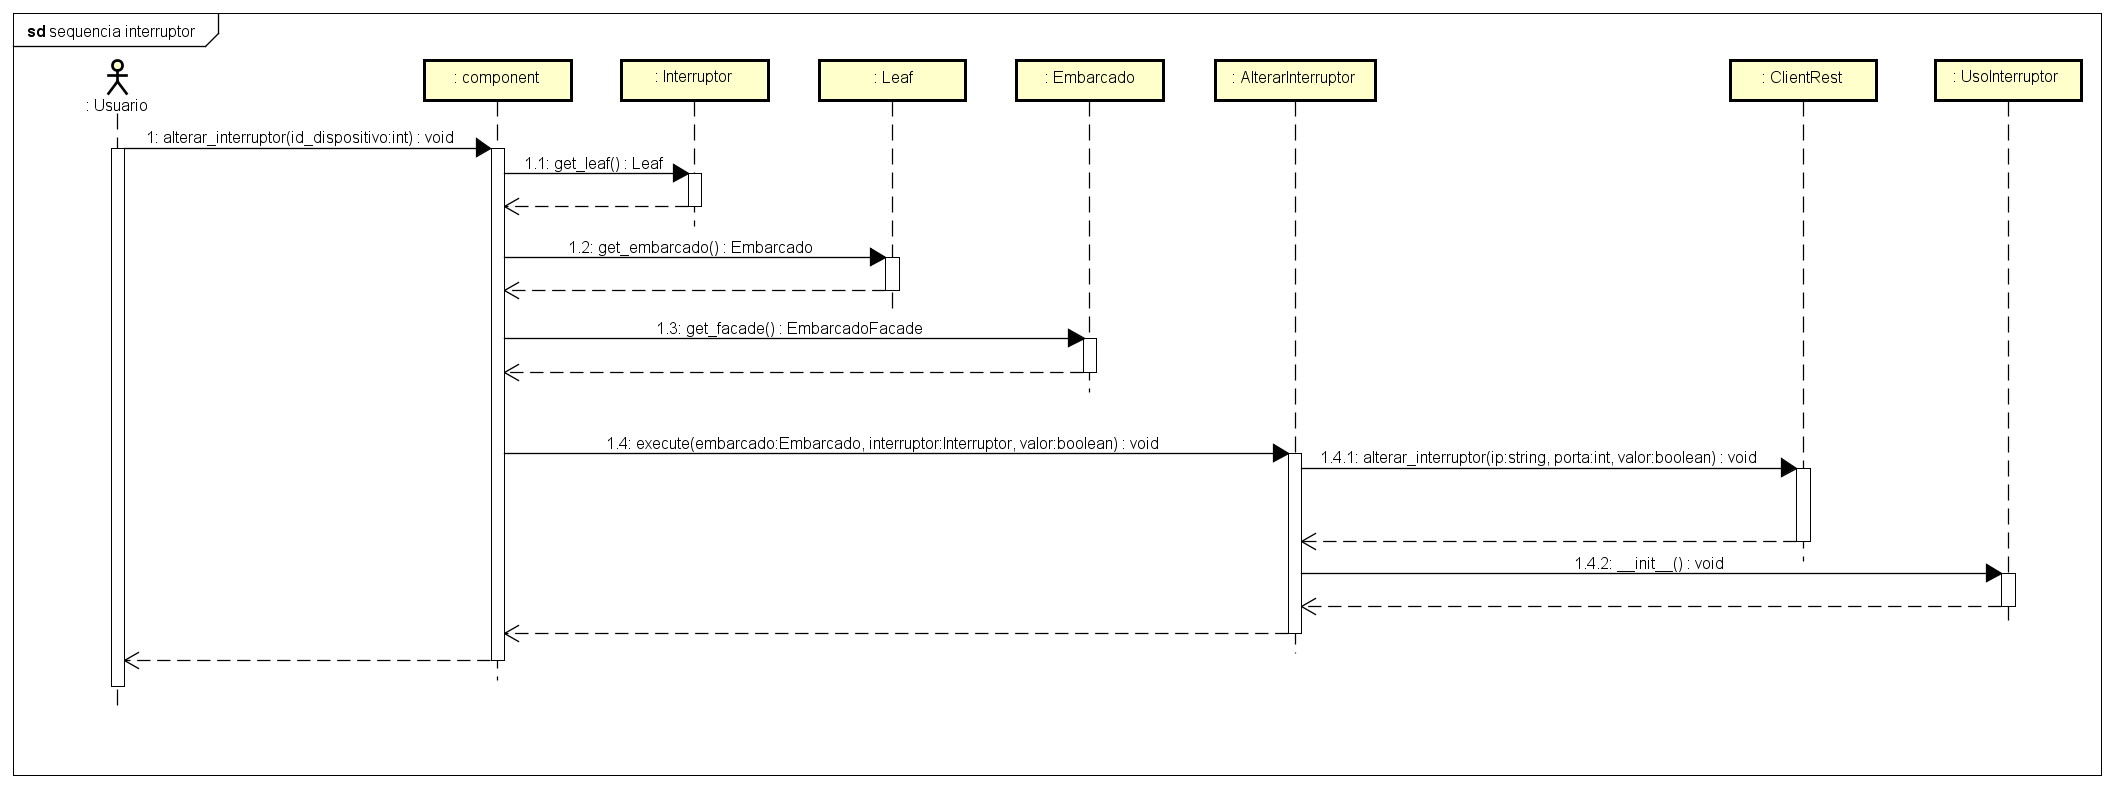 sd sequencia interruptor
: Usuario
: component
: Interruptor
: Leaf
: Embarcado
: AlterarInterruptor
: ClientRest
: UsoInterruptor
1: alterar_interruptor(id_dispositivo:int) : void
1.1: get_leaf() : Leaf
1.2: get_embarcado() : Embarcado
1.3: get_facade() : EmbarcadoFacade
1.4: execute(embarcado:Embarcado, interruptor:Interruptor, valor:boolean) : void
1.4.1: alterar_interruptor(ip:string, porta:int, valor:boolean) : void
1.4.2: __init__() : void